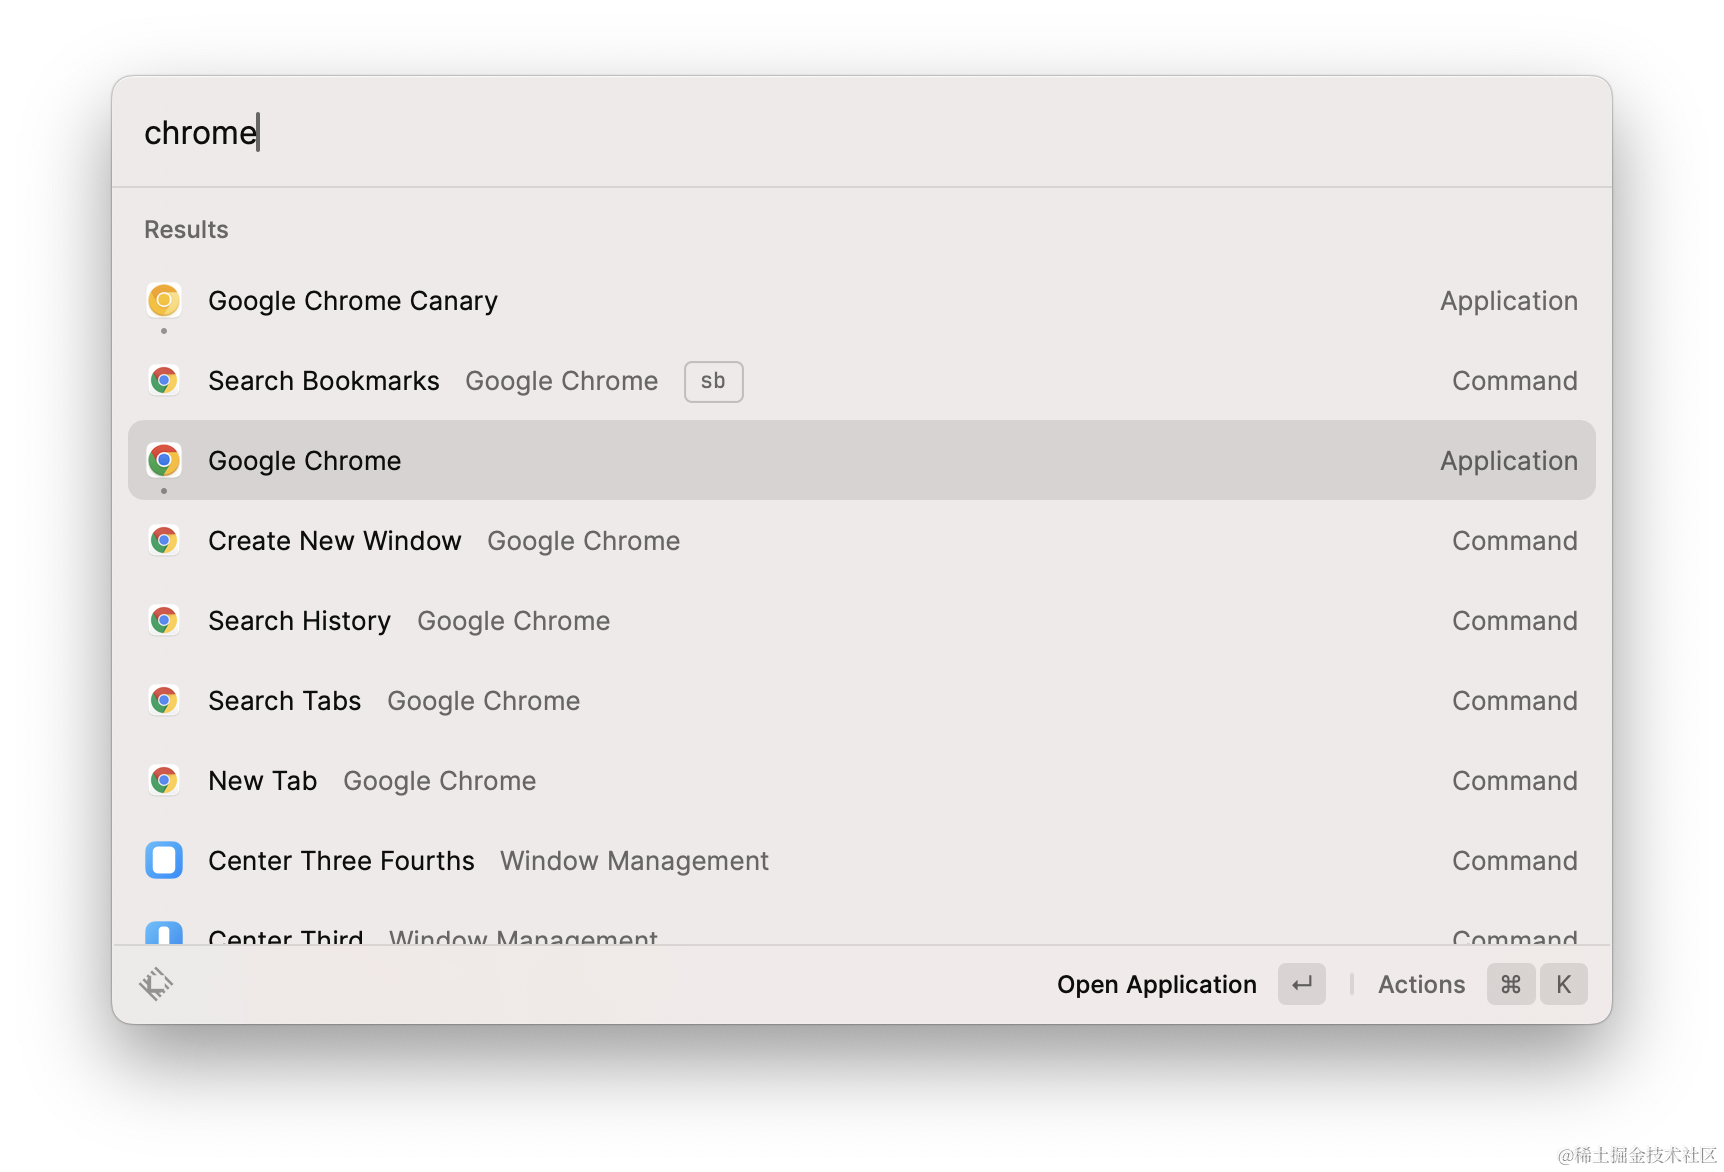 chrome
Results
Google Chrome Canary Application
Search Bookmarks Google Chrome sb Command
Google Chrome Application
Create New Window Google Chrome Command
Search History Google Chrome Command
Search Tabs Google Chrome Command
New Tab Google Chrome Command
Center Three Fourths Window Management Command
Center Third Window Management Command
Open Application ↵ | Actions ⌘ K
@稀土掘金技术社区